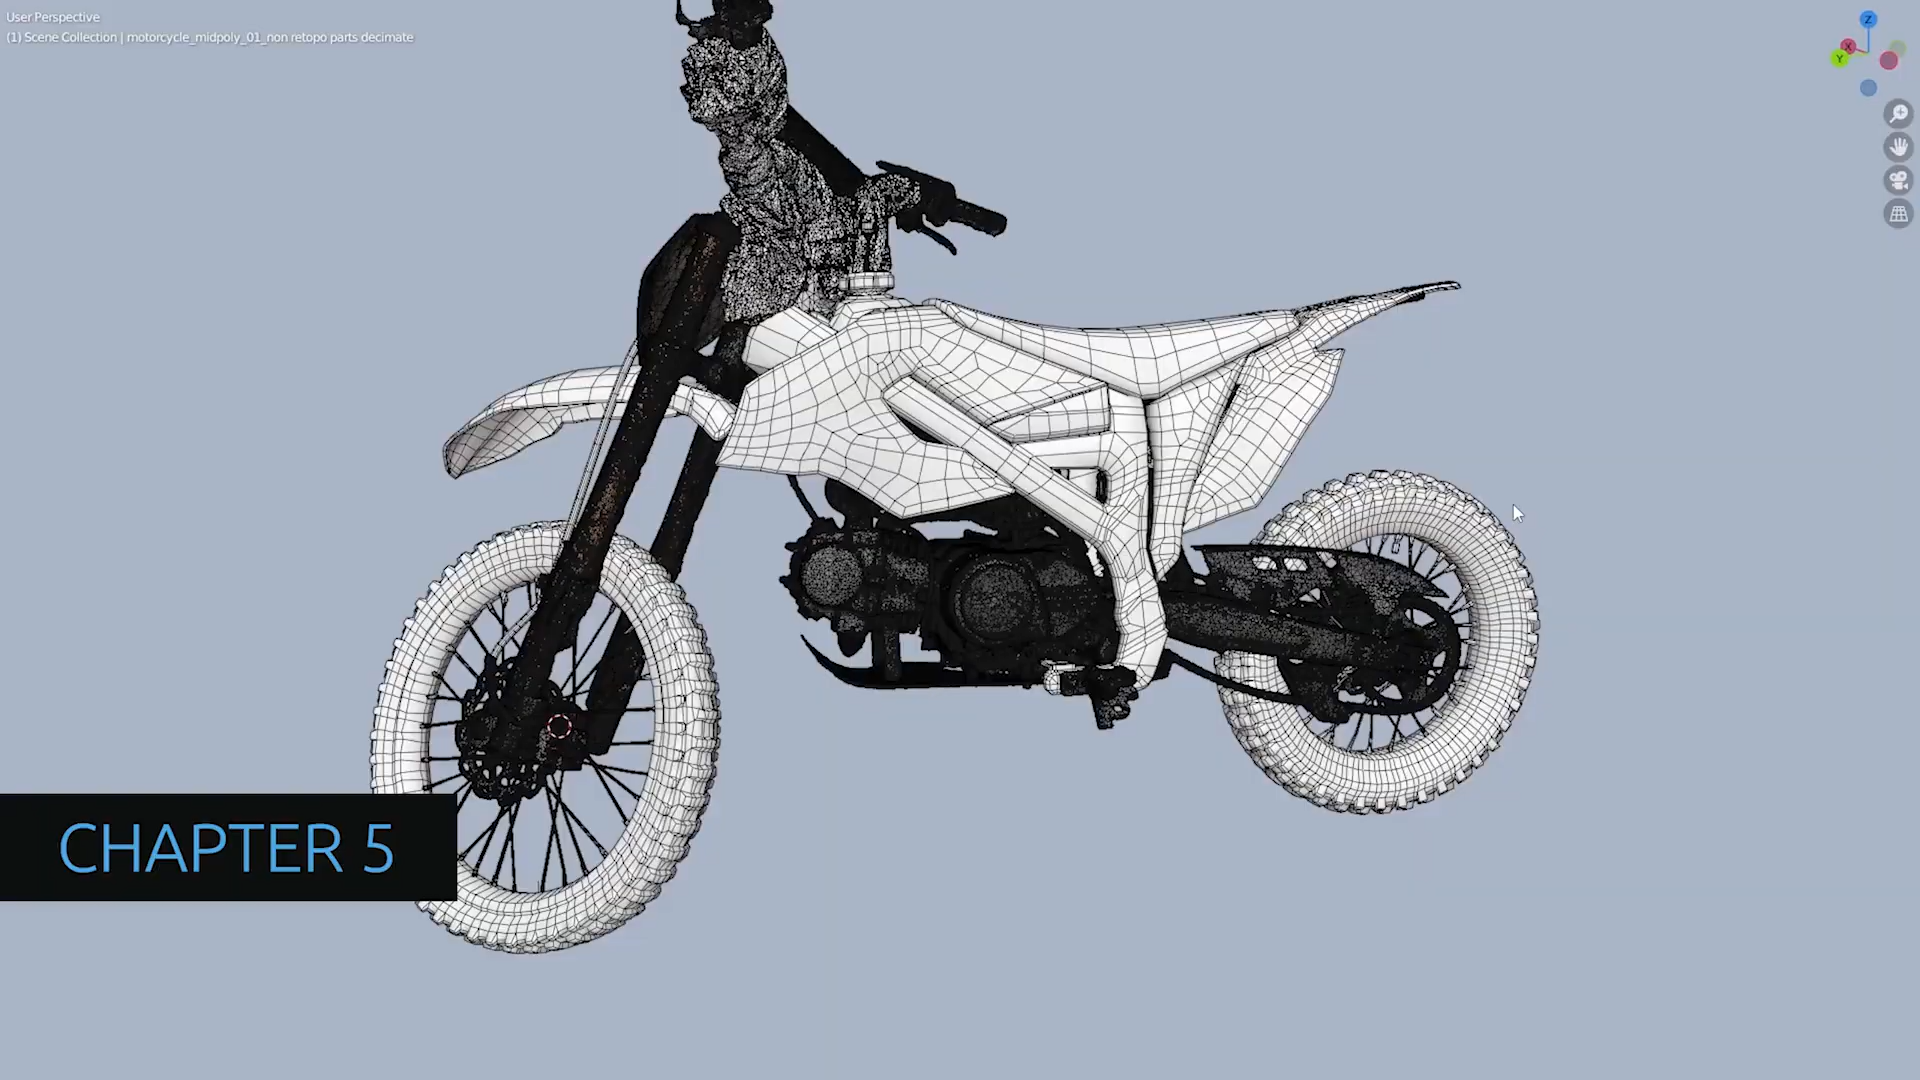 User Perspective
(1) Scene Collection | motorcycle_midpoly_01_non retopo parts decimate
Z
X
Y
CHAPTER 5